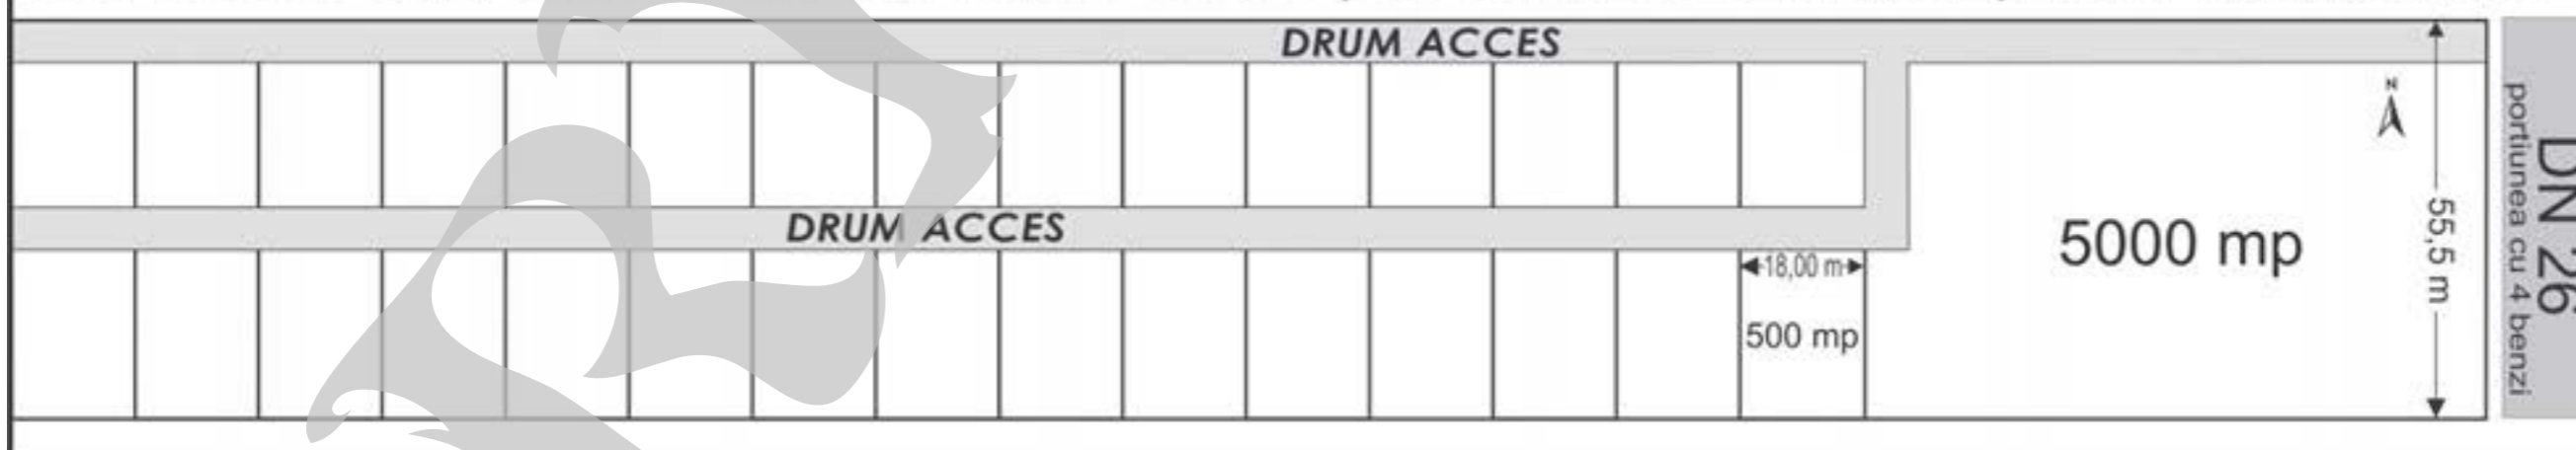 DRUM ACCES
N
DRUM ACCES
18,00 m
500 mp
5000 mp
55,5 m
DN 26
portiunea cu 4 benzi